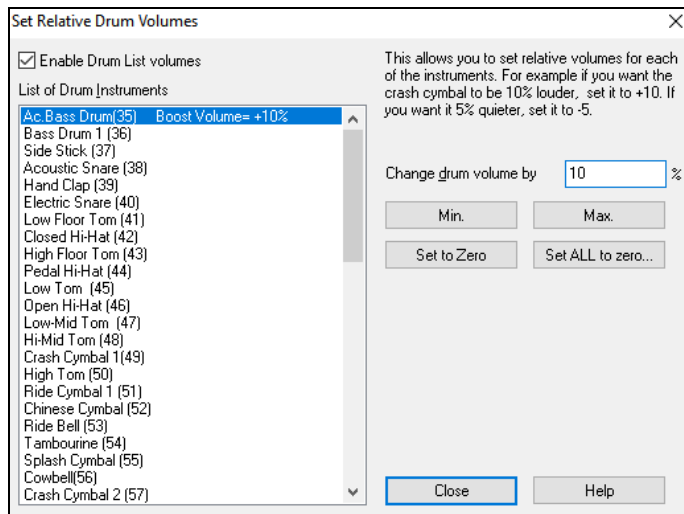 Set Relative Drum Volumes
Enable Drum List volumes
List of Drum Instruments
Ac.Bass Drum(35) Boost Volume= +10%
Bass Drum 1 (36)
Side Stick (37)
Acoustic Snare (38)
Hand Clap (39)
Electric Snare (40)
Low Floor Tom (41)
Closed Hi-Hat (42)
High Floor Tom (43)
Pedal Hi-Hat (44)
Low Tom (45)
Open Hi-Hat (46)
Low-Mid Tom (47)
Hi-Mid Tom (48)
Crash Cymbal 1(49)
High Tom (50)
Ride Cymbal 1 (51)
Chinese Cymbal (52)
Ride Bell (53)
Tambourine (54)
Splash Cymbal (55)
Cowbell(56)
Crash Cymbal 2 (57)
This allows you to set relative volumes for each
of the instruments. For example if you want the
crash cymbal to be 10% louder, set it to +10. If
you want it 5% quieter, set it to -5.
Change drum volume by 10 %
Min. Max.
Set to Zero Set ALL to zero...
Close Help